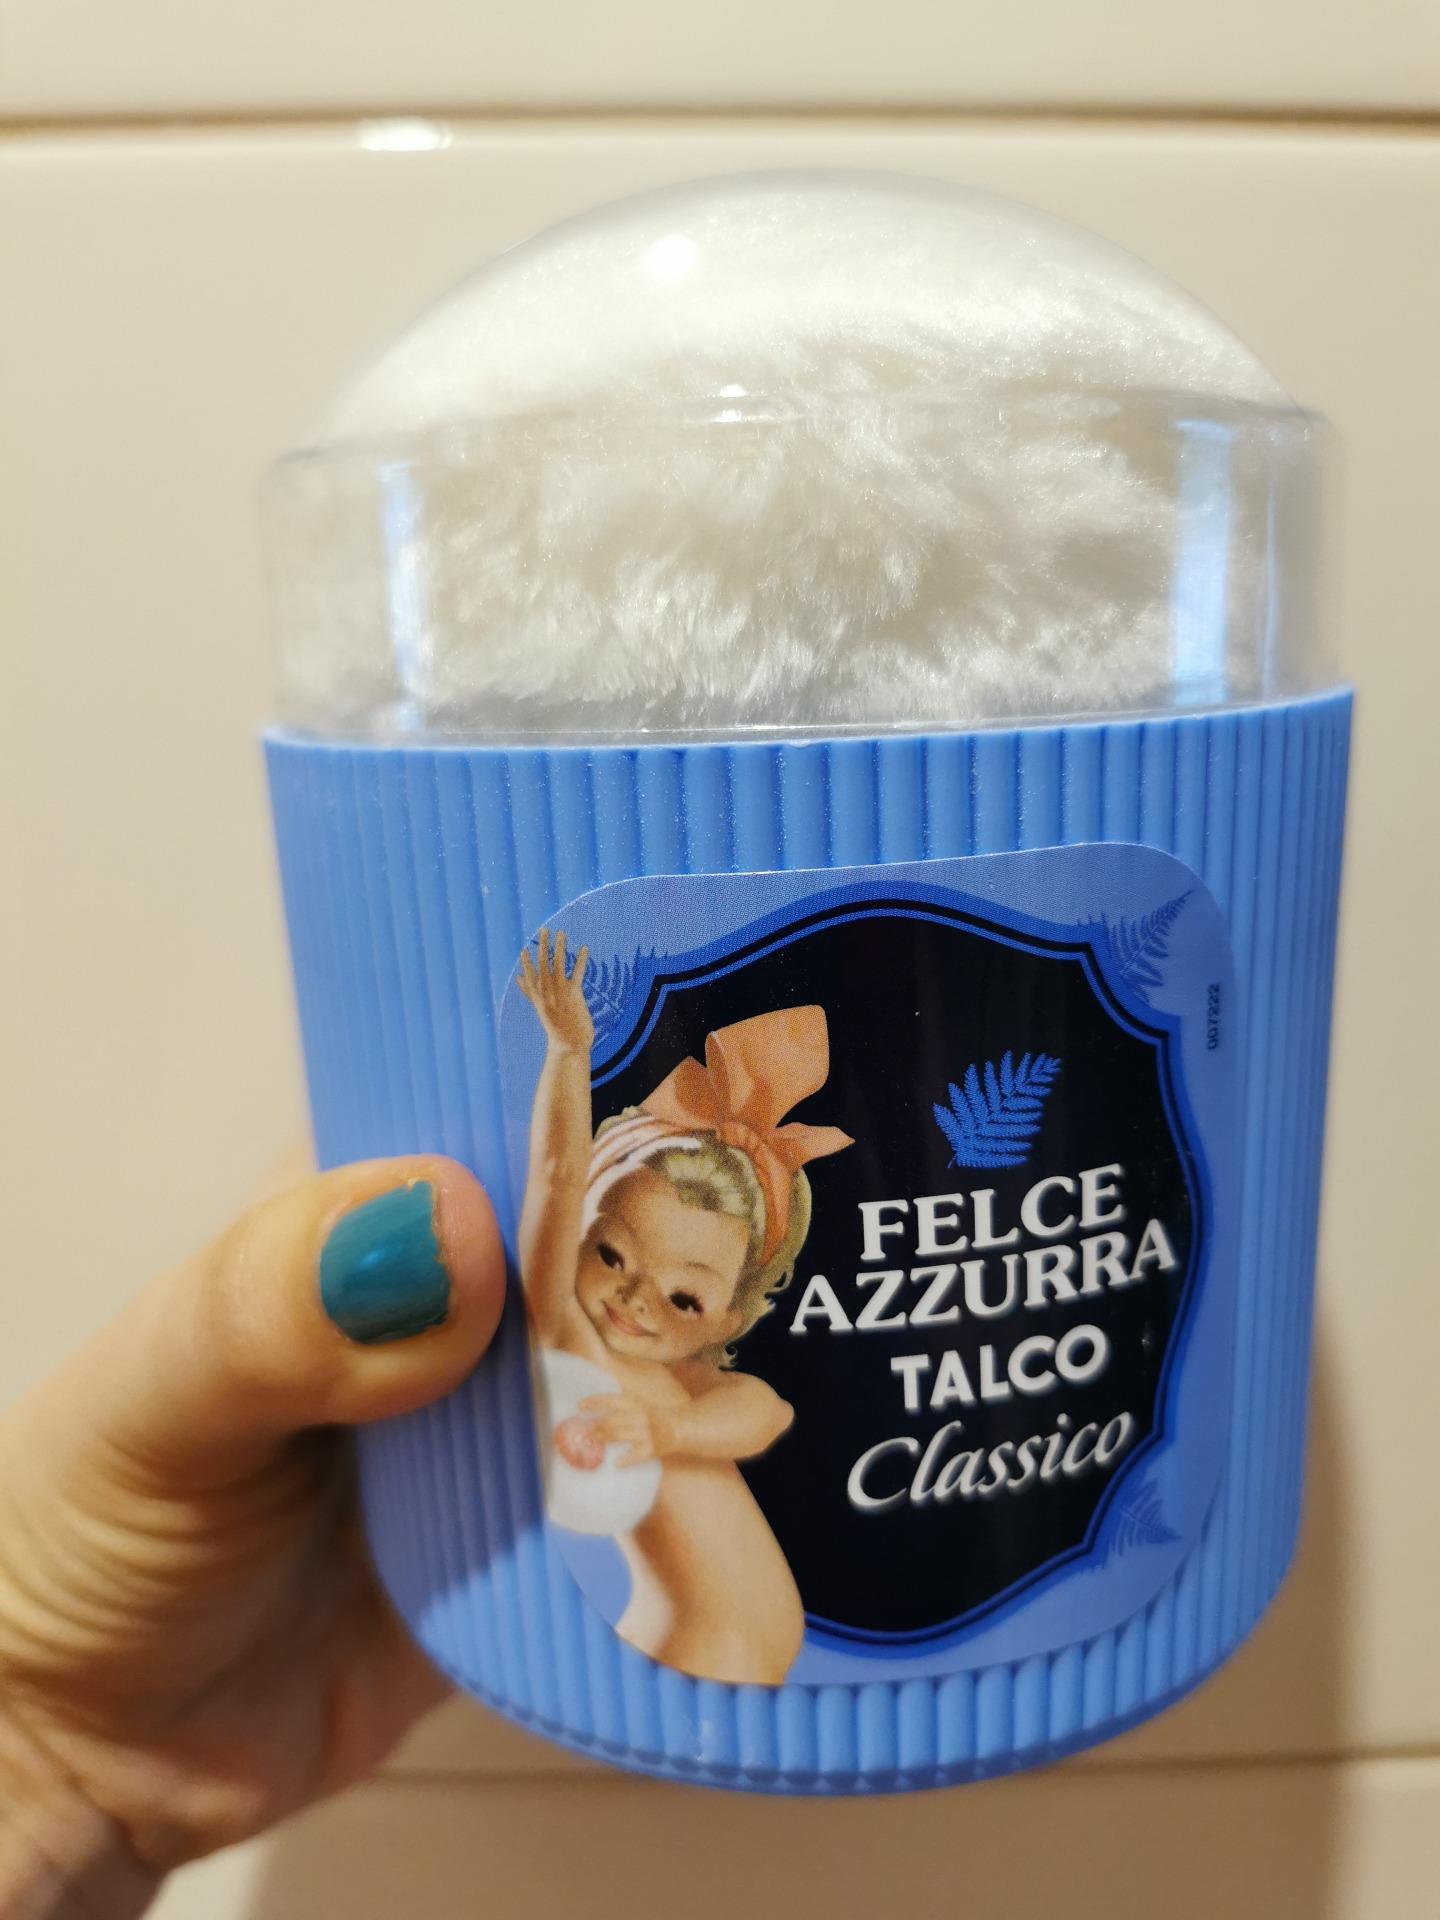 FELCE
AZZURRA
TALCO
Classico
007222